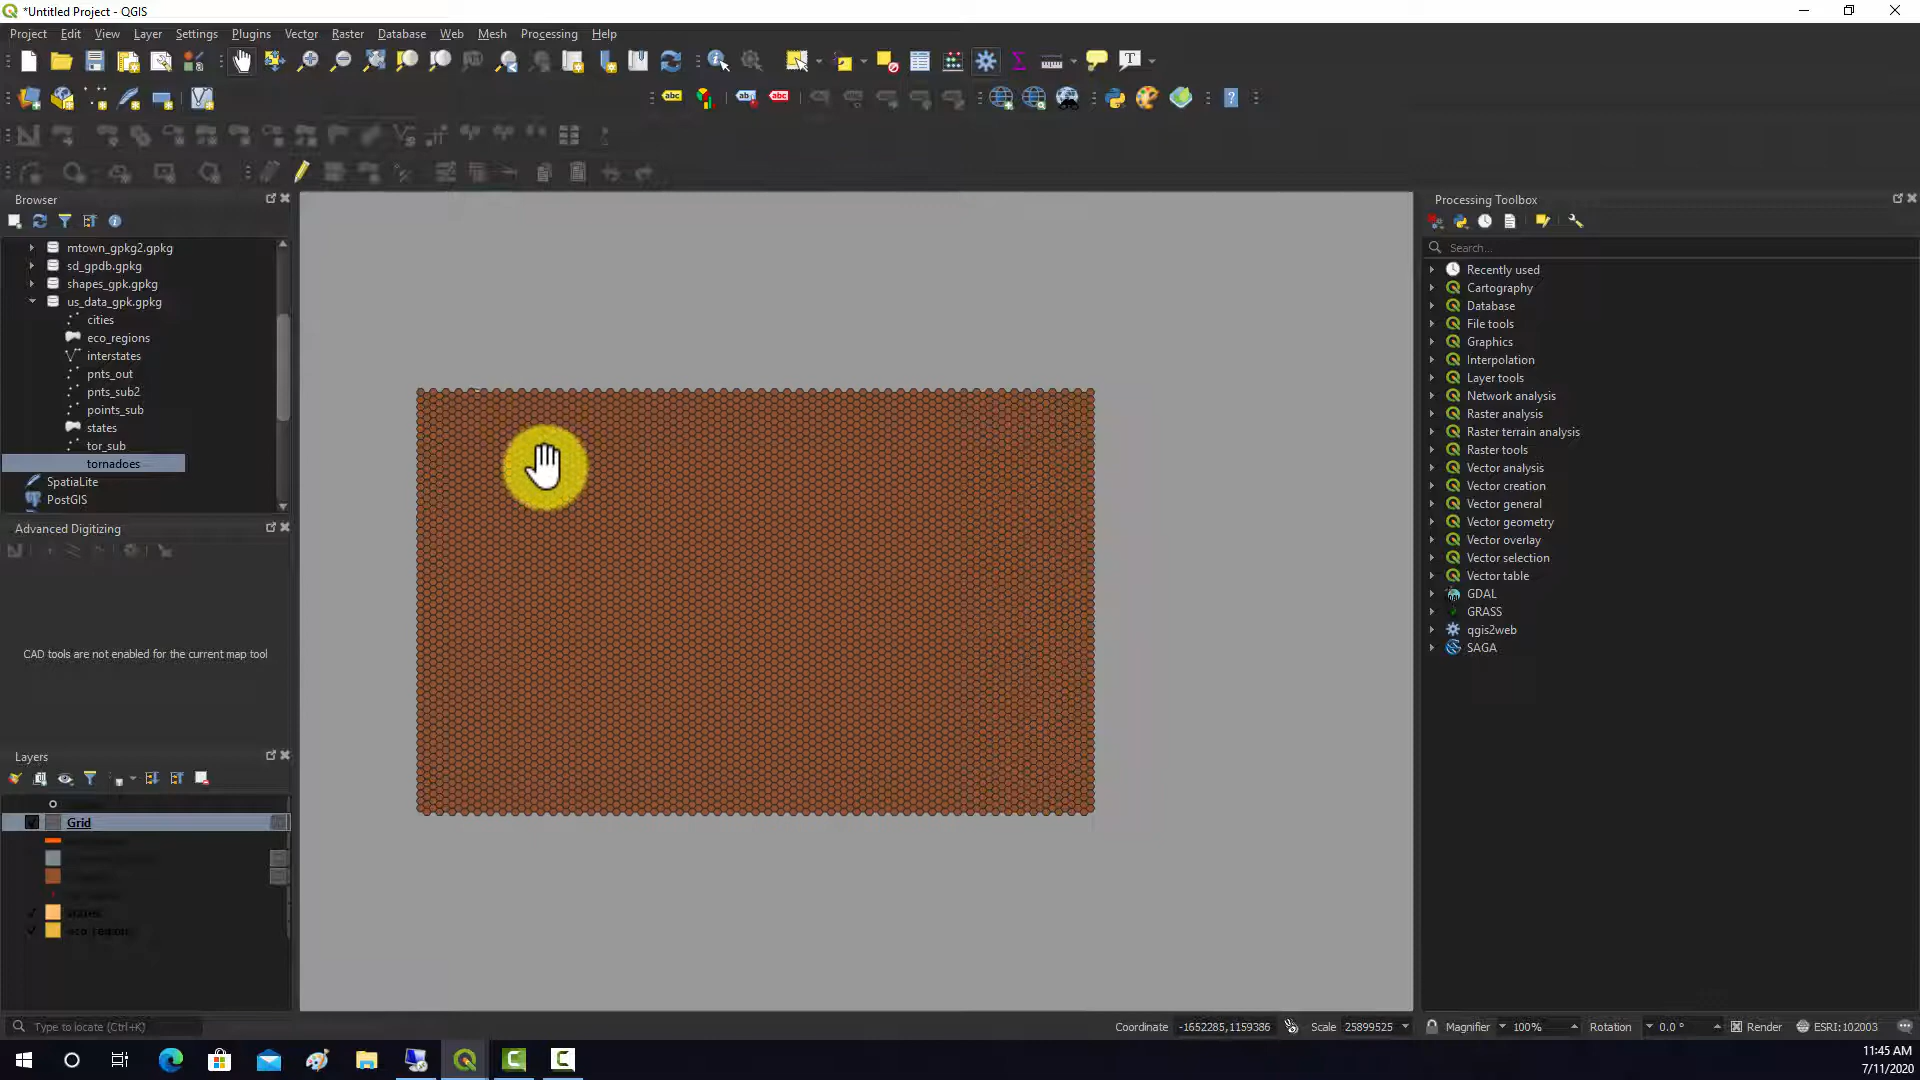 *Untitled Project - QGIS
Project Edit View Layer Settings Plugins Vector Raster Database Web Mesh Processing Help
abc abc
Browser
mtown_gpkg2.gpkg
sd_gpdb.gpkg
shapes_gpk.gpkg
us_data_gpk.gpkg
cities
eco_regions
interstates
pnts_out
pnts_sub2
points_sub
states
tor_sub
tornadoes
SpatiaLite
PostGIS
Advanced Digitizing
CAD tools are not enabled for the current map tool
Layers
Grid
Type to locate (Ctrl+K)
Processing Toolbox
Search...
Recently used
Cartography
Database
File tools
Graphics
Interpolation
Layer tools
Network analysis
Raster analysis
Raster terrain analysis
Raster tools
Vector analysis
Vector creation
Vector general
Vector geometry
Vector overlay
Vector selection
Vector table
GDAL
GRASS
qgis2web
SAGA
Coordinate -1652285,1159386 Scale 25899525 Magnifier 100% Rotation 0.0 ° Render ESRI:102003
11:45 AM
7/11/2020